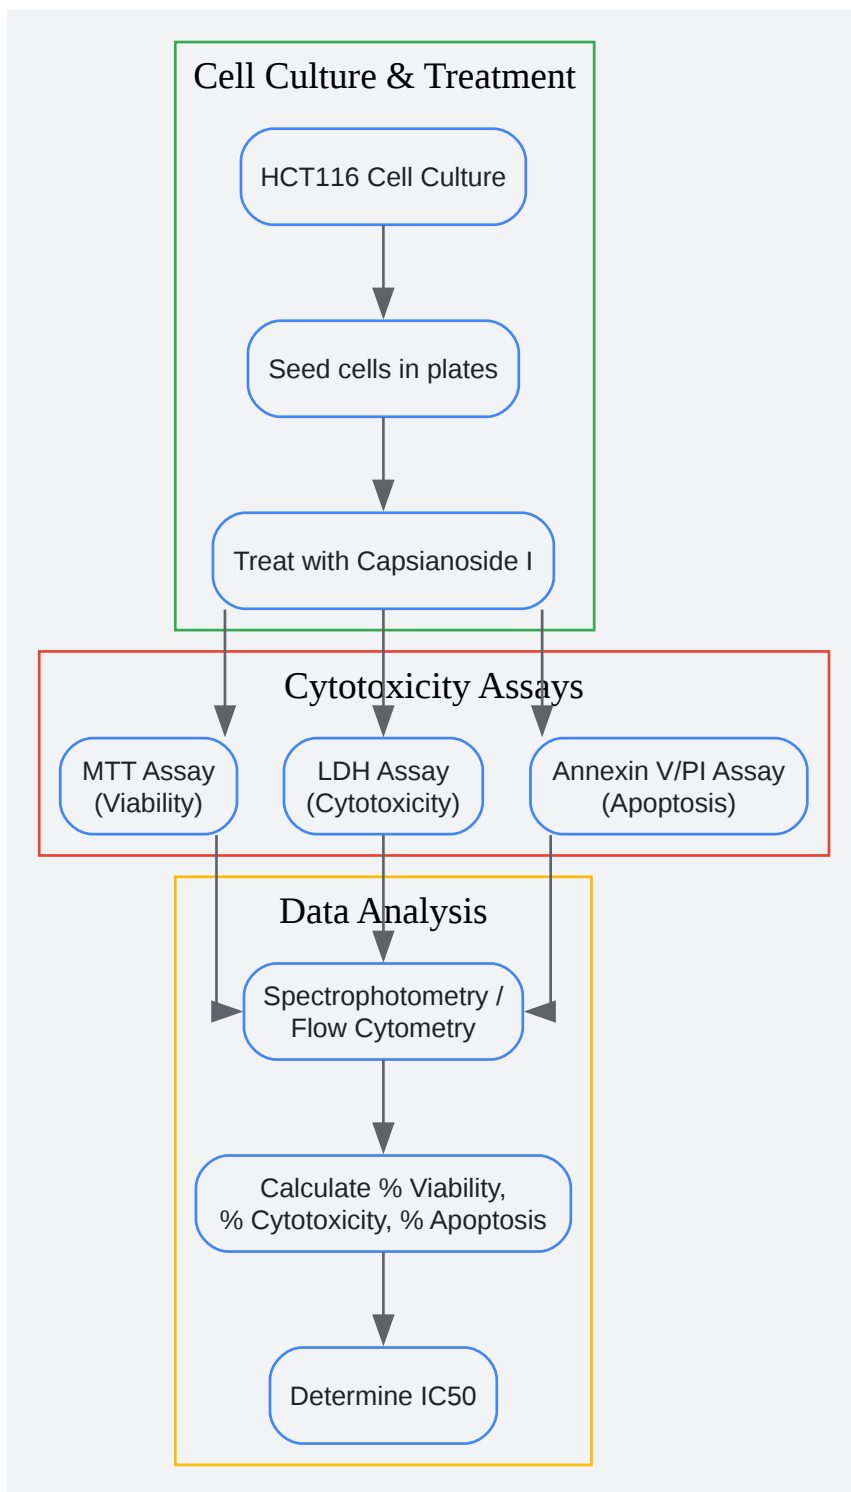 Cell Culture & Treatment
HCT116 Cell Culture
Seed cells in plates
Treat with Capsianoside I
Cytotoxicity Assays
MTT Assay
(Viability)
LDH Assay
(Cytotoxicity)
Annexin V/PI Assay
(Apoptosis)
Data Analysis
Spectrophotometry /
Flow Cytometry
Calculate % Viability,
% Cytotoxicity, % Apoptosis
Determine IC50